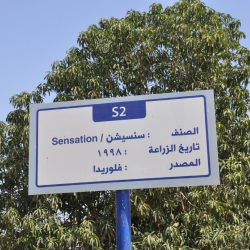 S2
الصنف : سنسيشن / Sensation
تاريخ الزراعة : ١٩٩٨
المصدر : فلوريدا